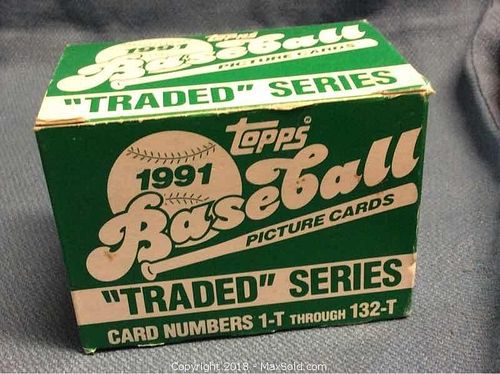 1991
Baseball
PICTURE CARDS
"TRADED" SERIES
TOPPS
1991
Baseball
PICTURE CARDS
"TRADED" SERIES
CARD NUMBERS 1-T THROUGH 132-T
Copyright 2018 - MaxSold.com